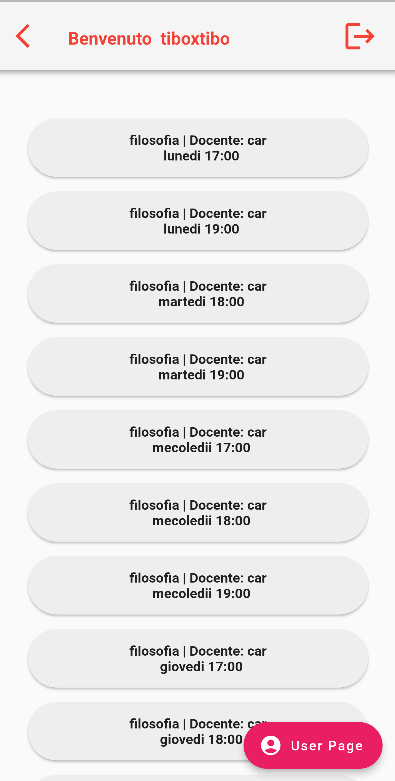 Benvenuto tiboxtibo
filosofia | Docente: car
lunedi 17:00
filosofia | Docente: car
lunedi 19:00
filosofia | Docente: car
martedi 18:00
filosofia | Docente: car
martedi 19:00
filosofia | Docente: car
mecoledii 17:00
filosofia | Docente: car
mecoledii 18:00
filosofia | Docente: car
mecoledii 19:00
filosofia | Docente: car
giovedi 17:00
filosofia | Docente: car
giovedi 18:00
User Page